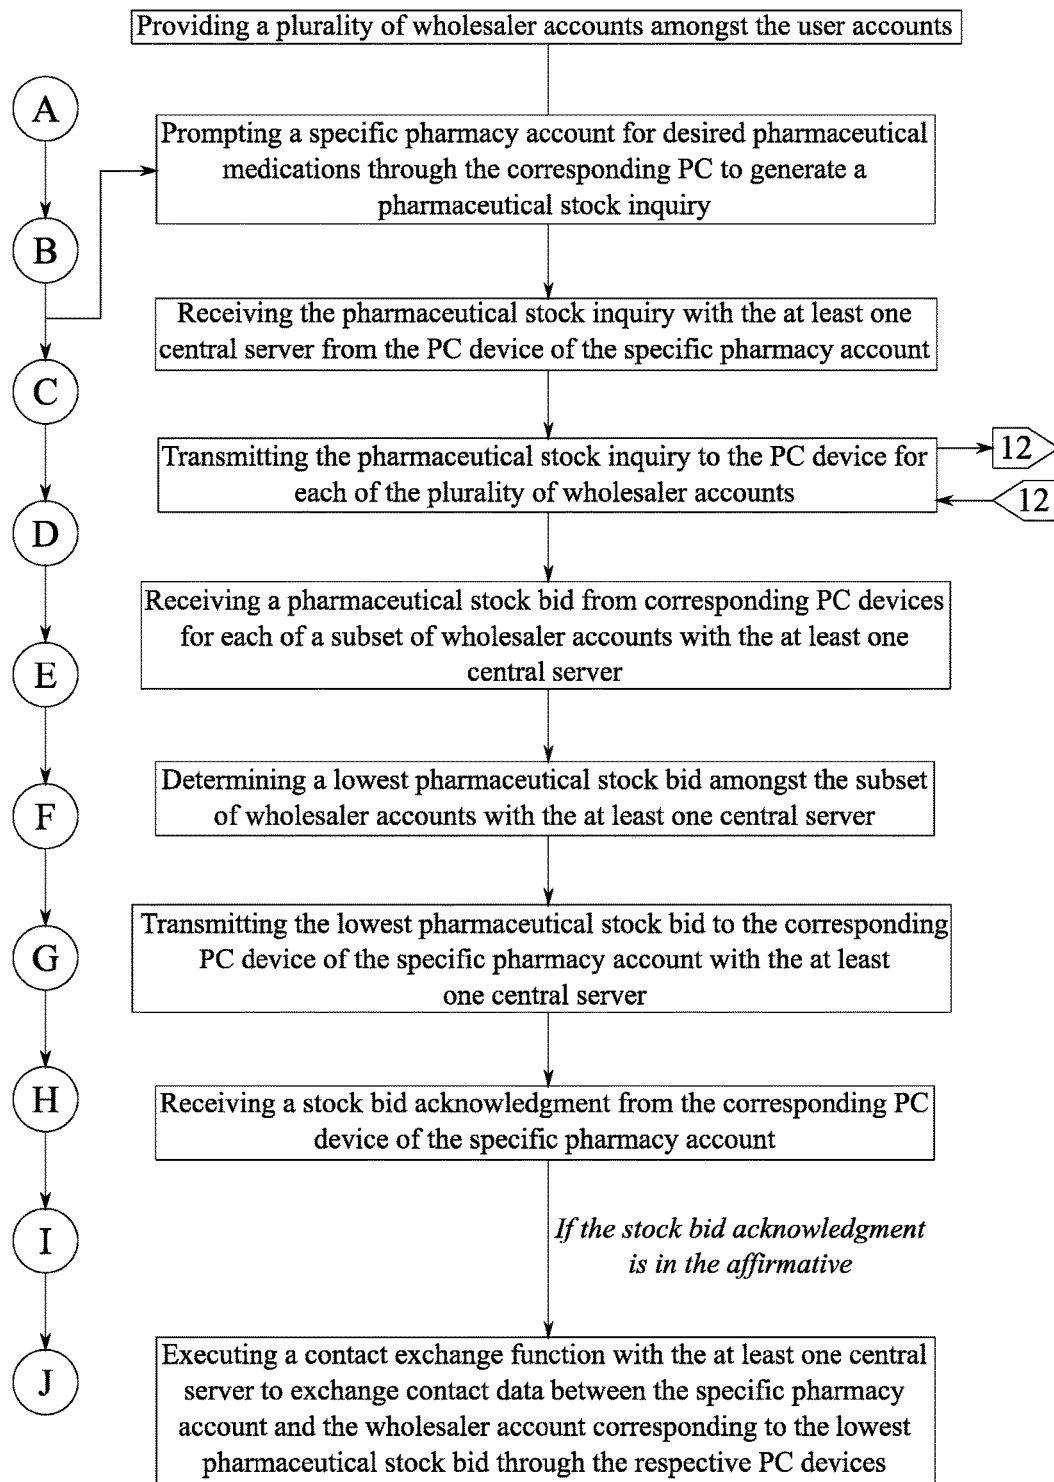 Providing a plurality of wholesaler accounts amongst the user accounts
A
Prompting a specific pharmacy account for desired pharmaceutical
medications through the corresponding PC to generate a
pharmaceutical stock inquiry
B
Receiving the pharmaceutical stock inquiry with the at least one
central server from the PC device of the specific pharmacy account
C
Transmitting the pharmaceutical stock inquiry to the PC device for
each of the plurality of wholesaler accounts
12
12
D
Receiving a pharmaceutical stock bid from corresponding PC devices
for each of a subset of wholesaler accounts with the at least one
central server
E
Determining a lowest pharmaceutical stock bid amongst the subset
of wholesaler accounts with the at least one central server
F
Transmitting the lowest pharmaceutical stock bid to the corresponding
PC device of the specific pharmacy account with the at least
one central server
G
Receiving a stock bid acknowledgment from the corresponding PC
device of the specific pharmacy account
H
If the stock bid acknowledgment
is in the affirmative
I
Executing a contact exchange function with the at least one central
server to exchange contact data between the specific pharmacy
account and the wholesaler account corresponding to the lowest
pharmaceutical stock bid through the respective PC devices
J